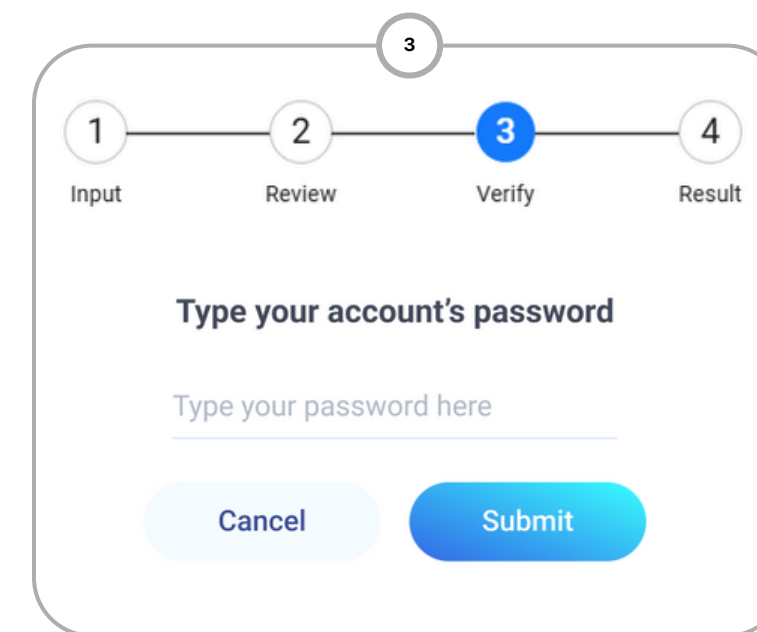 3
1 2 3 4
Input Review Verify Result
Type your account’s password
Type your password here
Cancel Submit